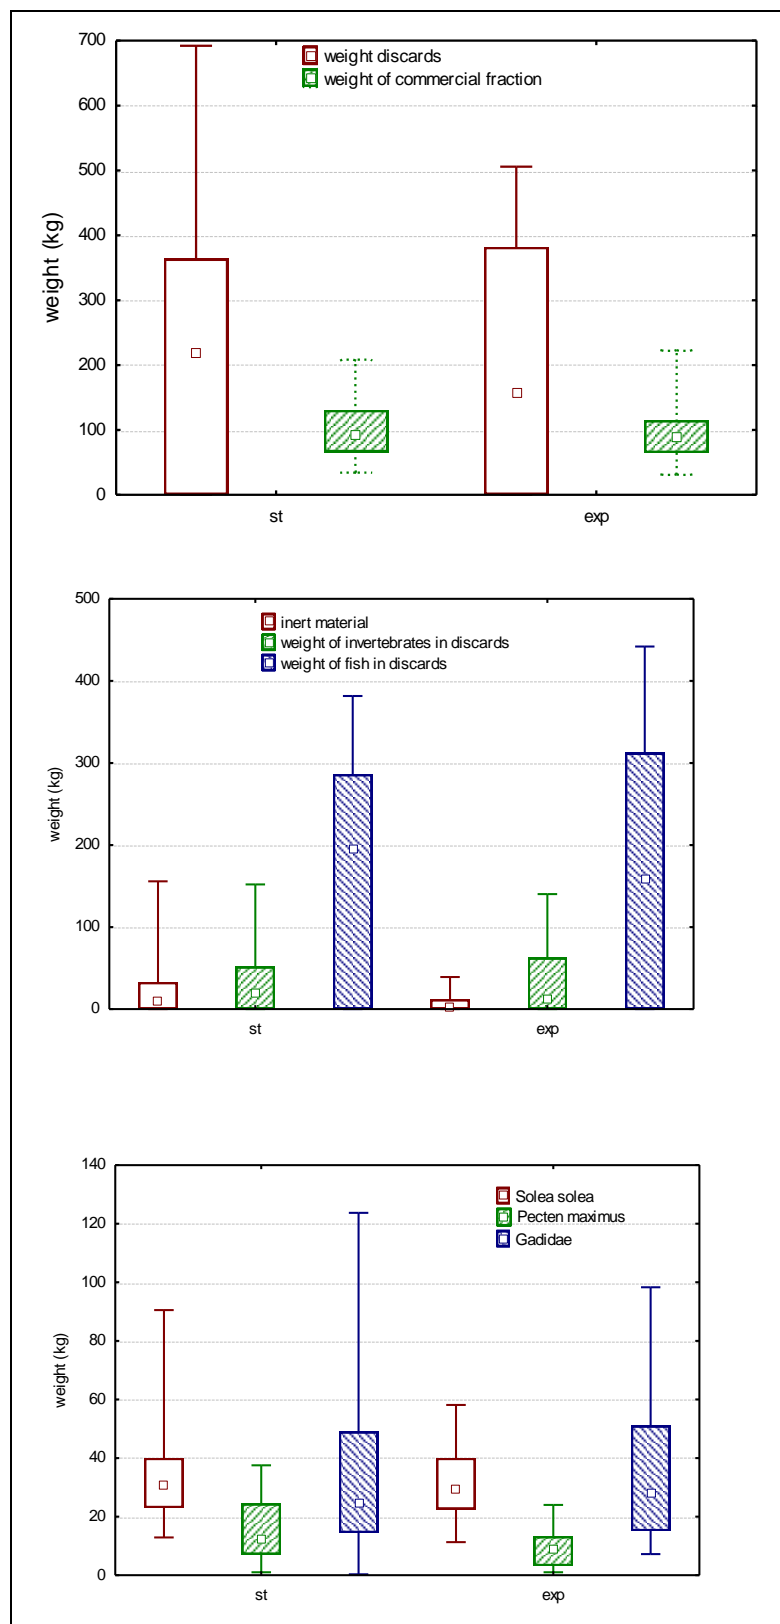 700
600
500
400
300
200
100
0
weight (kg)
weight discards
weight of commercial fraction
st
exp
500
400
300
200
100
0
weight (kg)
inert material
weight of invertebrates in discards
weight of fish in discards
st
exp
140
120
100
80
60
40
20
0
weight (kg)
Solea solea
Pecten maximus
Gadidae
st
exp